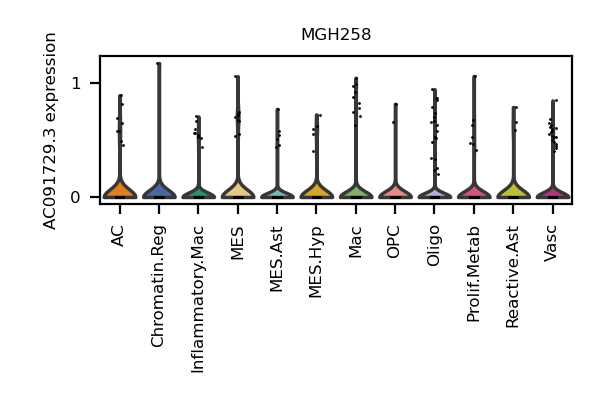 MGH258
AC091729.3 expression
1
0
AC
Chromatin.Reg
Inflammatory.Mac
MES
MES.Ast
MES.Hyp
Mac
OPC
Oligo
Prolif.Metab
Reactive.Ast
Vasc